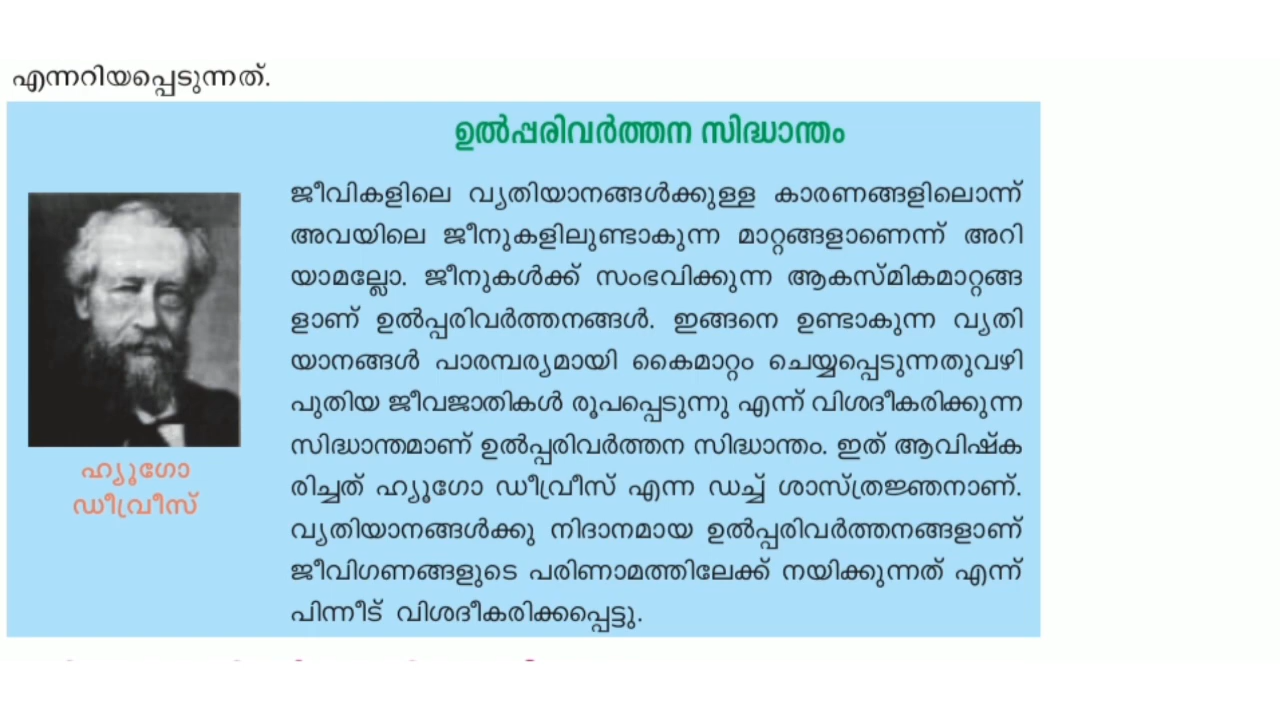 എന്നറിയപ്പെടുന്നത്.
ഉൽപ്പരിവർത്തന സിദ്ധാന്തം
ജീവികളിലെ വ്യതിയാനങ്ങൾക്കുള്ള കാരണങ്ങളിലൊന്ന്
അവയിലെ ജീനുകളിലുണ്ടാകുന്ന മാറ്റങ്ങളാണെന്ന് അറി
യാമല്ലോ. ജീനുകൾക്ക് സംഭവിക്കുന്ന ആകസ്മികമാറ്റങ്ങ
ളാണ് ഉൽപ്പരിവർത്തനങ്ങൾ. ഇങ്ങനെ ഉണ്ടാകുന്ന വ്യതി
യാനങ്ങൾ പാരമ്പര്യമായി കൈമാറ്റം ചെയ്യപ്പെടുന്നതുവഴി
പുതിയ ജീവജാതികൾ രൂപപ്പെടുന്നു എന്ന് വിശദീകരിക്കുന്ന
സിദ്ധാന്തമാണ് ഉൽപ്പരിവർത്തന സിദ്ധാന്തം. ഇത് ആവിഷ്ക
രിച്ചത് ഹ്യൂഗോ ഡീവ്രീസ് എന്ന ഡച്ച് ശാസ്ത്രജ്ഞനാണ്.
വ്യതിയാനങ്ങൾക്കു നിദാനമായ ഉൽപ്പരിവർത്തനങ്ങളാണ്
ജീവിഗണങ്ങളുടെ പരിണാമത്തിലേക്ക് നയിക്കുന്നത് എന്ന്
പിന്നീട് വിശദീകരിക്കപ്പെട്ടു.
ഹ്യൂഗോ
ഡീവ്രീസ്